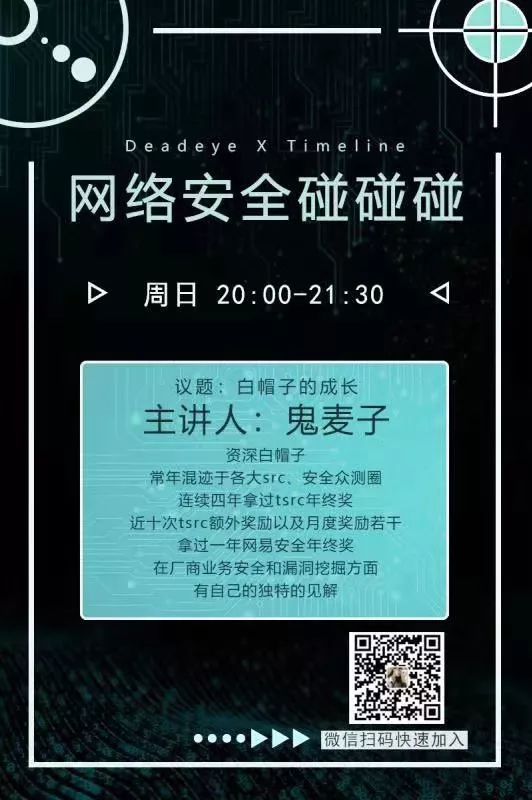 Deadeye X Timeline
网络安全碰碰碰
周日 20:00-21:30
议题：白帽子的成长
主讲人：鬼麦子
资深白帽子
常年混迹于各大src、安全众测圈
连续四年拿过tsrc年终奖
近十次tsrc额外奖励以及月度奖励若干
拿过一年网易安全年终奖
在厂商业务安全和漏洞挖掘方面
有自己的独特的见解
微信扫码快速加入